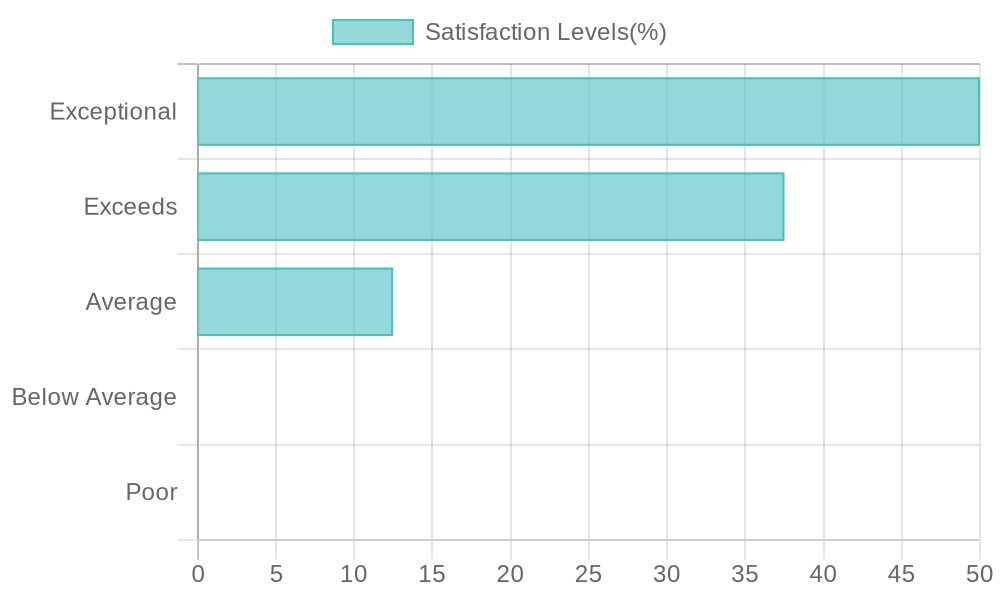 Satisfaction Levels(%)
Exceptional
Exceeds
Average
Below Average
Poor
0 5 10 15 20 25 30 35 40 45 50